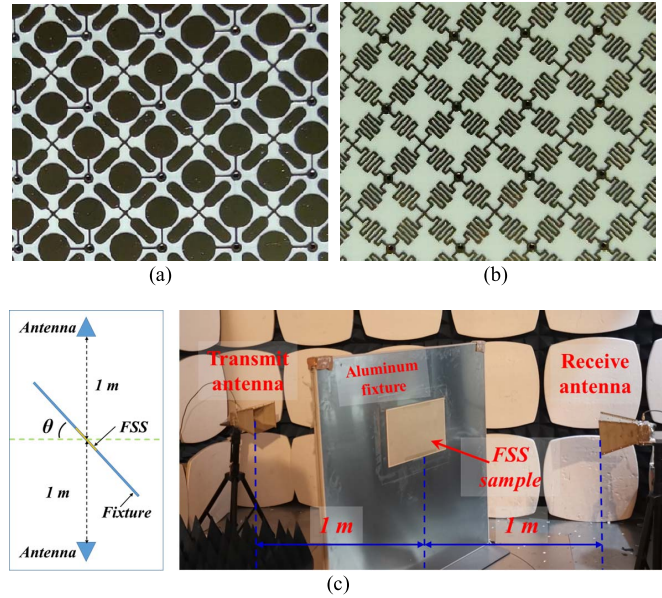 (a)
(b)
Antenna
1 m
θ
FSS
1 m
Fixture
Antenna
Transmit
antenna
Aluminum
fixture
Receive
antenna
FSS
sample
1 m
1 m
(c)